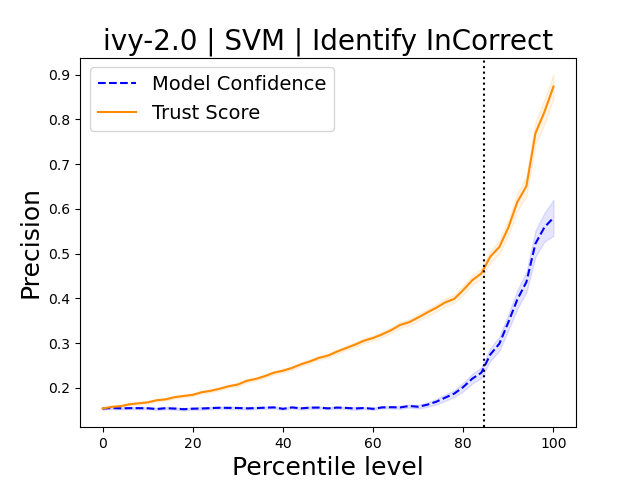 ivy-2.0 | SVM | Identify InCorrect
Model Confidence
Trust Score
Precision
0.9
0.8
0.7
0.6
0.5
0.4
0.3
0.2
0
20
40
60
80
100
Percentile level